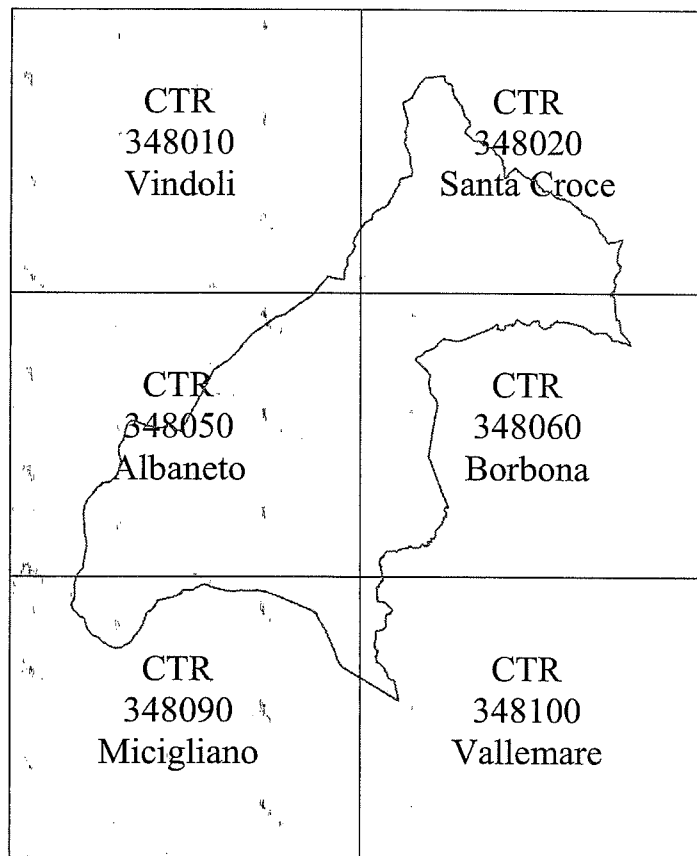 CTR
348010
Vindoli
CTR
348020
Santa Croce
CTR
348050
Albaneto
CTR
348060
Borbona
CTR
348090
Micigliano
CTR
348100
Vallemare